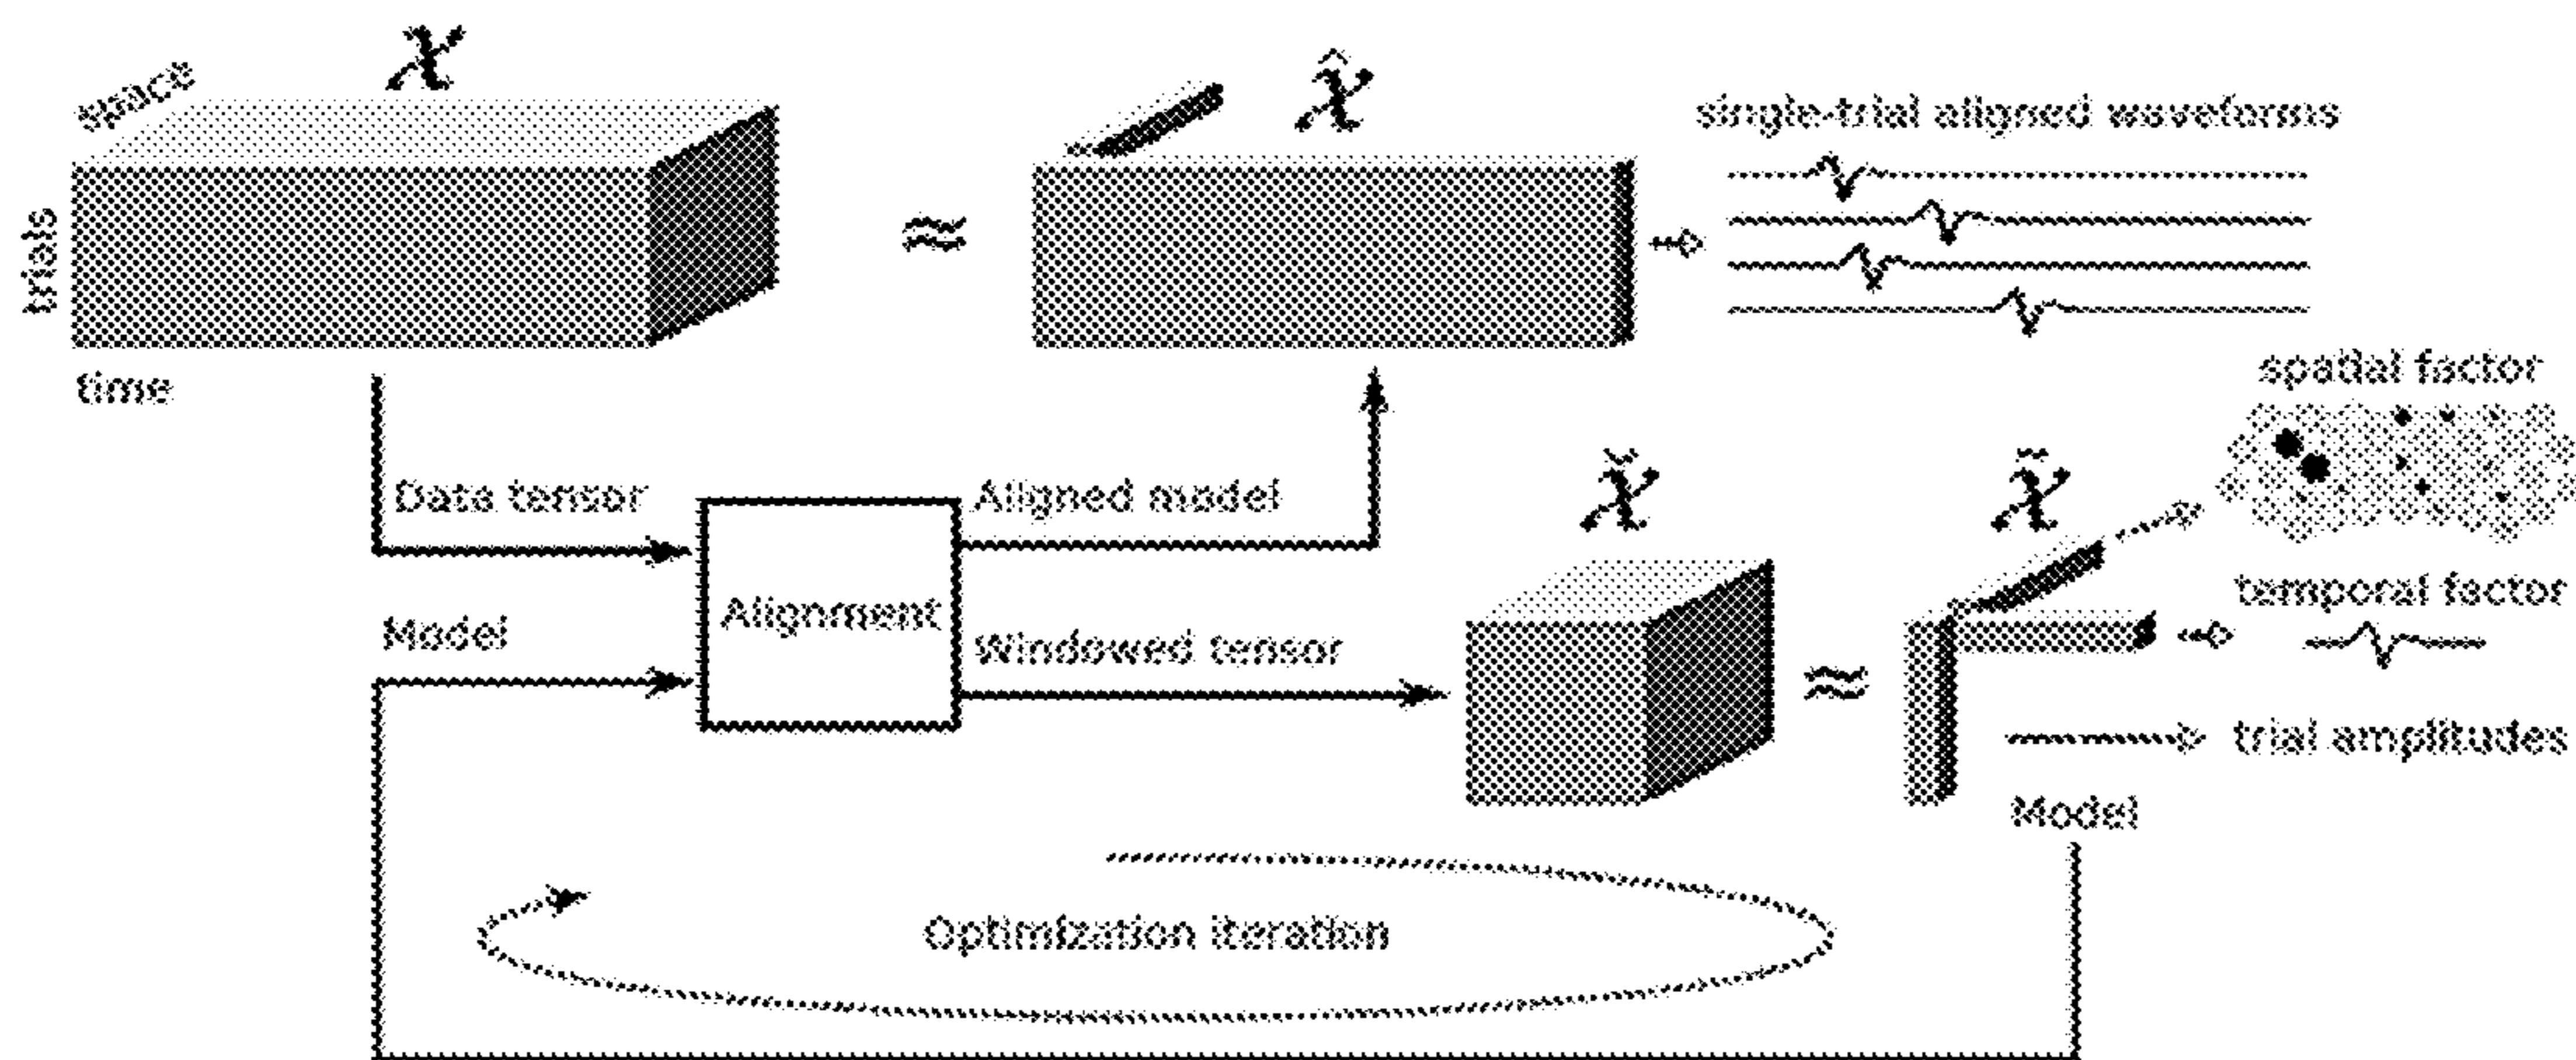 space
X
X̂
single-trial aligned waveforms
trials
≈
time
spatial factor
Data tensor
Aligned model
X̆
X̃
Alignment
tamporal factor
Model
Windowed tensor
≈
trial amplitudes
Model
Optimization iteration